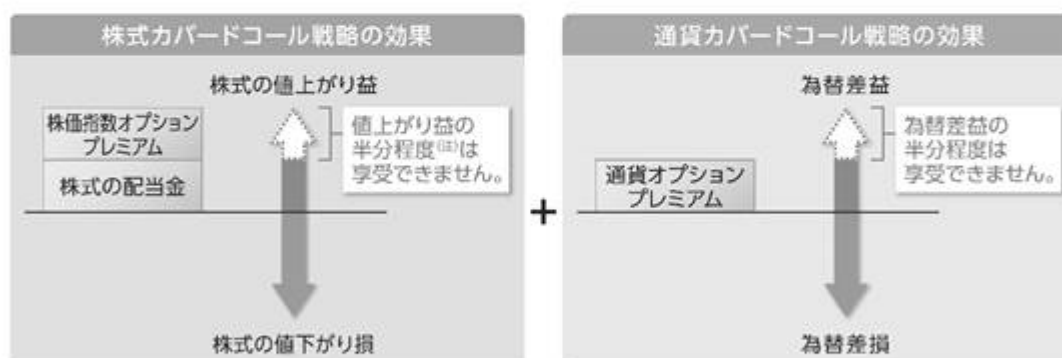 株式カバードコール戦略の効果
株式の値上がり益
株価指数オプション
プレミアム
株式の配当金
値上がり益の
半分程度(注)は
享受できません。
株式の値下がり損
+
通貨カバードコール戦略の効果
為替差益
通貨オプション
プレミアム
為替差益の
半分程度は
享受できません。
為替差損